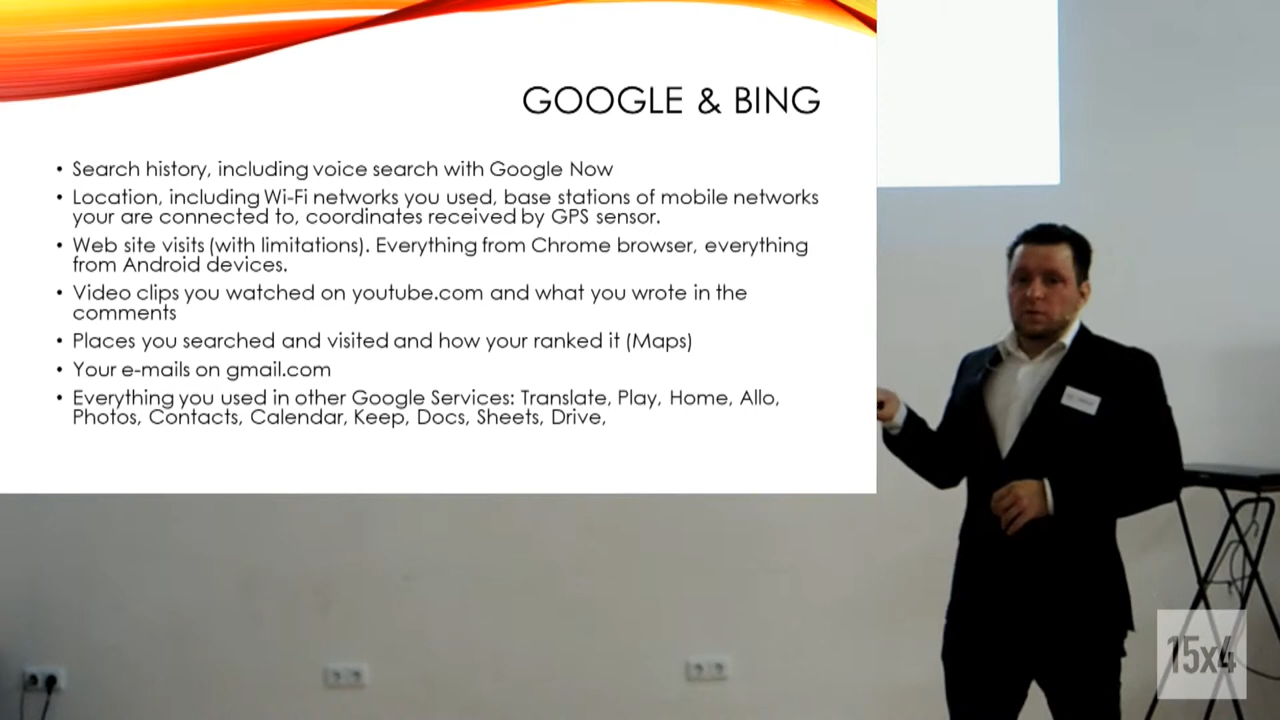 GOOGLE & BING
• Search history, including voice search with Google Now
• Location, including Wi-Fi networks you used, base stations of mobile networks
your are connected to, coordinates received by GPS sensor.
• Web site visits (with limitations). Everything from Chrome browser, everything
from Android devices.
• Video clips you watched on youtube.com and what you wrote in the
comments
• Places you searched and visited and how your ranked it (Maps)
• Your e-mails on gmail.com
• Everything you used in other Google Services: Translate, Play, Home, Allo,
Photos, Contacts, Calendar, Keep, Docs, Sheets, Drive,
15x4